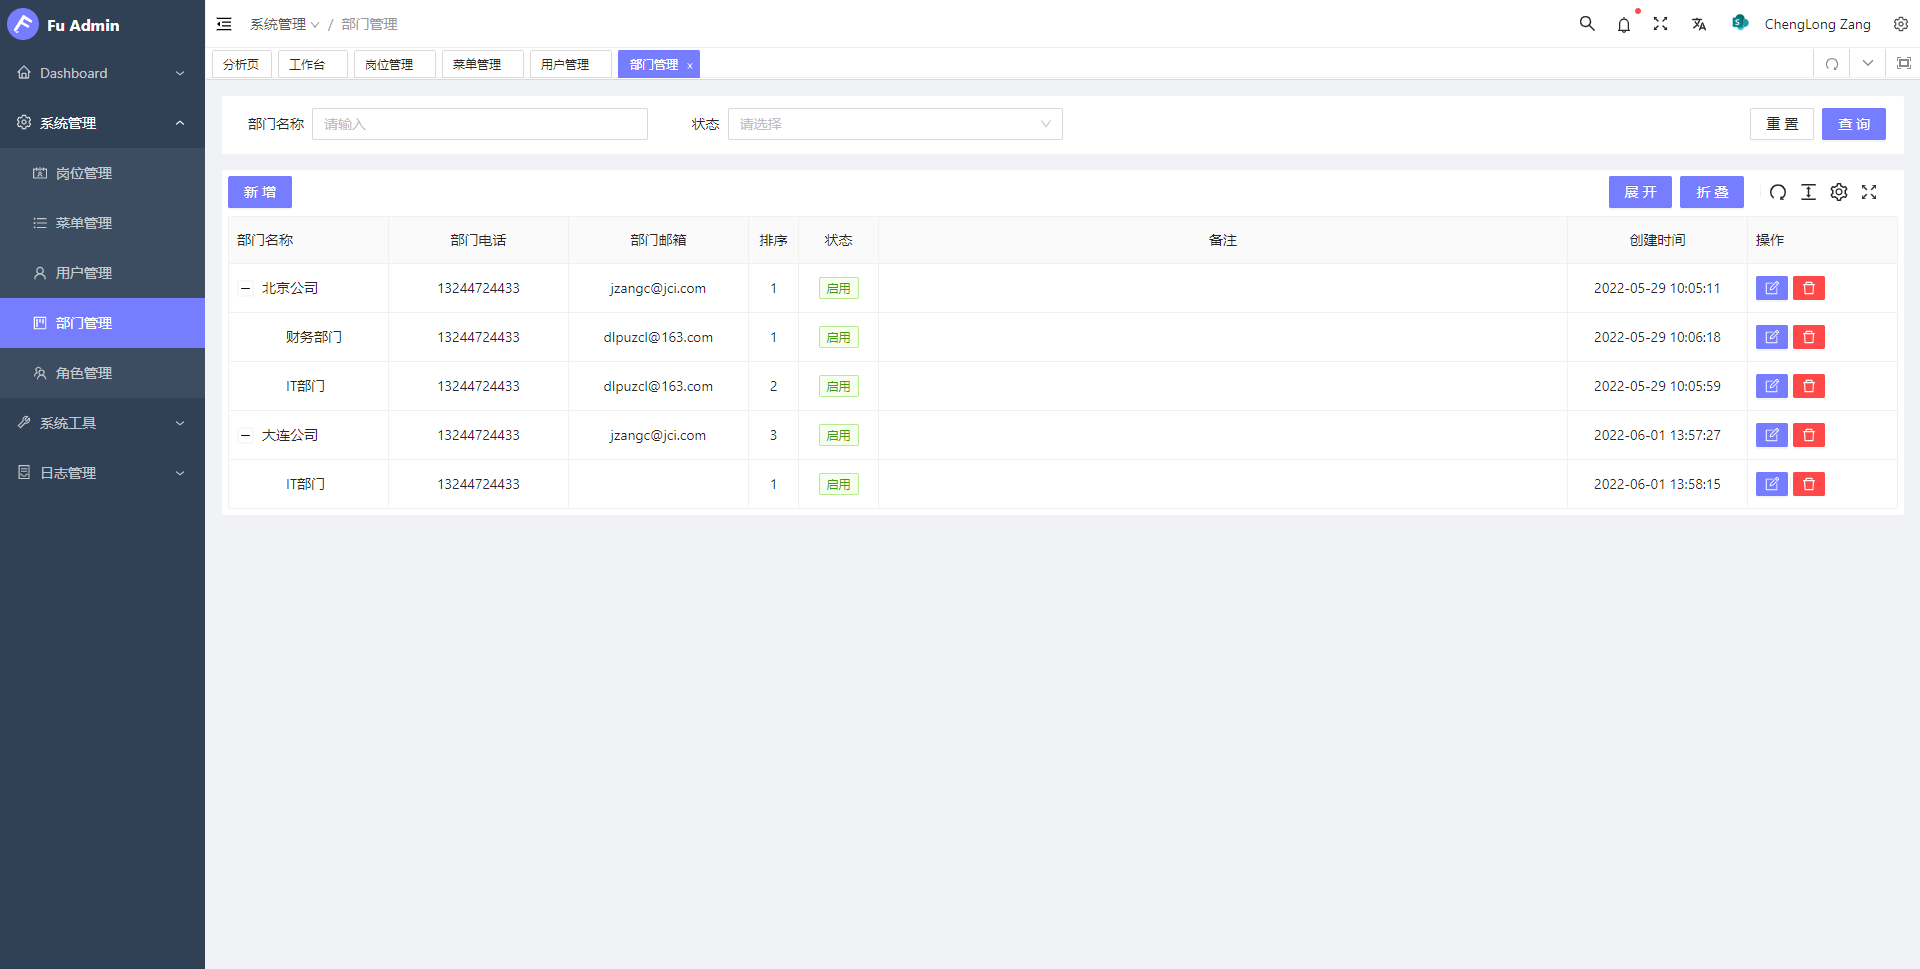 Fu Admin
系统管理 / 部门管理
ChengLong Zang
分析页 工作台 岗位管理 菜单管理 用户管理 部门管理 x
Dashboard
系统管理
岗位管理
菜单管理
用户管理
部门管理
角色管理
系统工具
日志管理
部门名称 请输入 状态 请选择 重置 查询
新增 展开 折叠
部门名称 部门电话 部门邮箱 排序 状态 备注 创建时间 操作
北京公司 13244724433 jzangc@jci.com 1 启用 2022-05-29 10:05:11
财务部门 13244724433 dlpuzcl@163.com 1 启用 2022-05-29 10:06:18
IT部门 13244724433 dlpuzcl@163.com 2 启用 2022-05-29 10:05:59
大连公司 13244724433 jzangc@jci.com 3 启用 2022-06-01 13:57:27
IT部门 13244724433 1 启用 2022-06-01 13:58:15